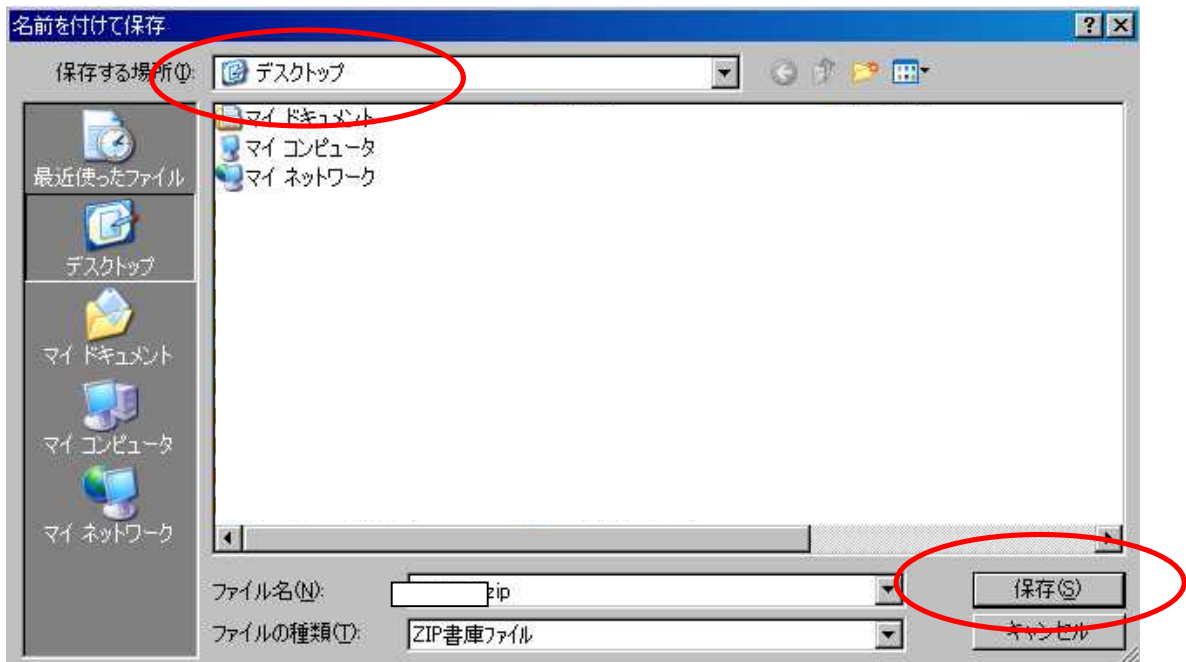 名前を付けて保存
保存する場所(I):
デスクトップ
マイ ドキュメント
マイ コンピュータ
マイ ネットワーク
最近使ったファイル
デスクトップ
マイ ドキュメント
マイ コンピュータ
マイ ネットワーク
ファイル名(N):
zip
保存(S)
ファイルの種類(T):
ZIP書庫ファイル
キャンセル